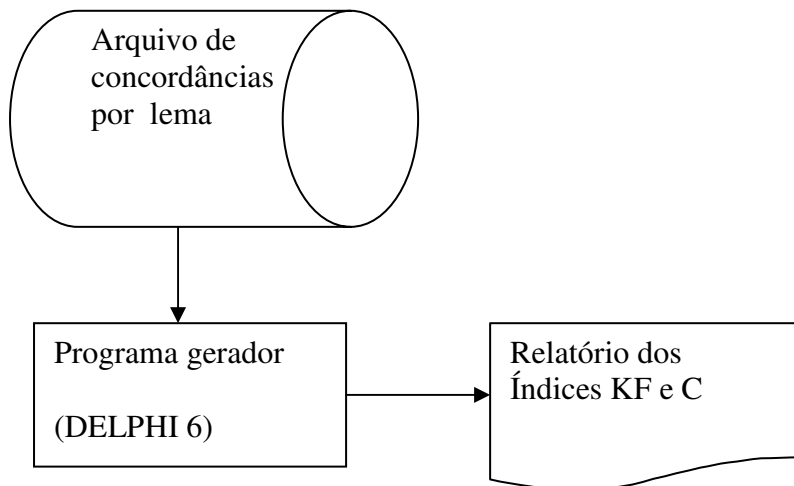 Arquivo de
concordâncias
por lema
Programa gerador
(DELPHI 6)
Relatório dos
Índices KF e C